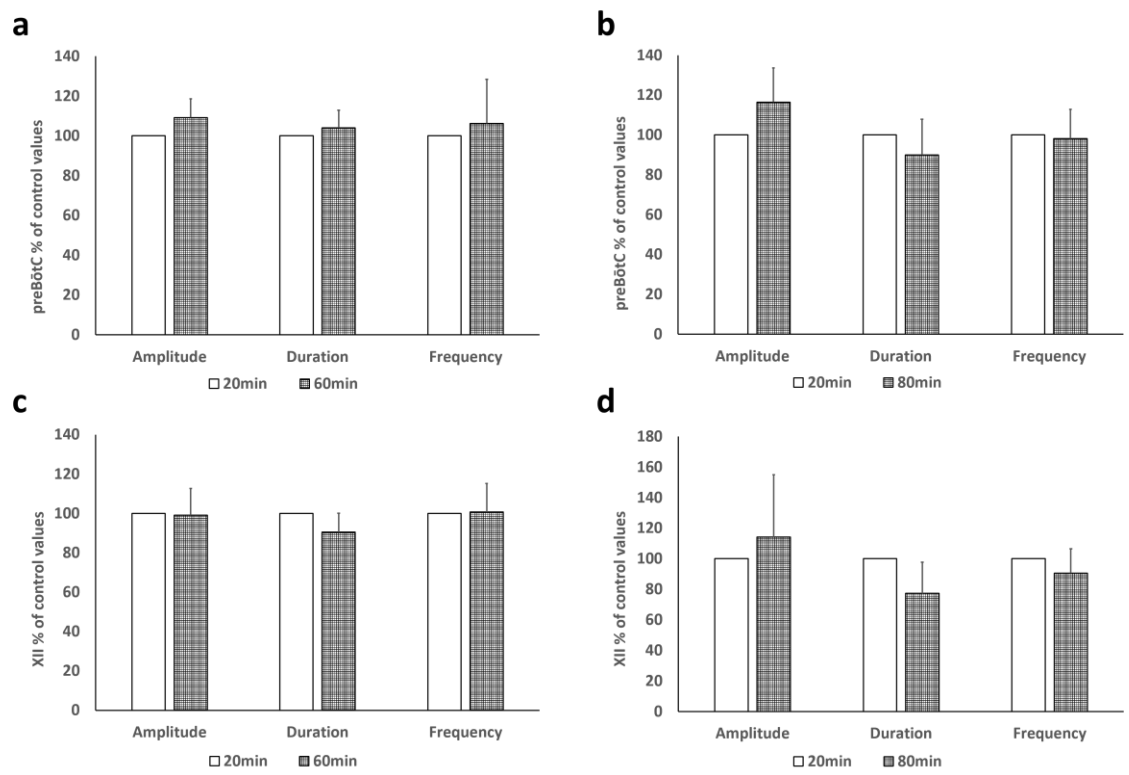 a
140
120
100
80
60
40
20
0
preBötC % of control values
Amplitude Duration Frequency
20min 60min
b
140
120
100
80
60
40
20
0
preBötC % of control values
Amplitude Duration Frequency
20min 80min
c
140
120
100
80
60
40
20
0
XII % of control values
Amplitude Duration Frequency
20min 60min
d
180
160
140
120
100
80
60
40
20
0
XII % of control values
Amplitude Duration Frequency
20min 80min